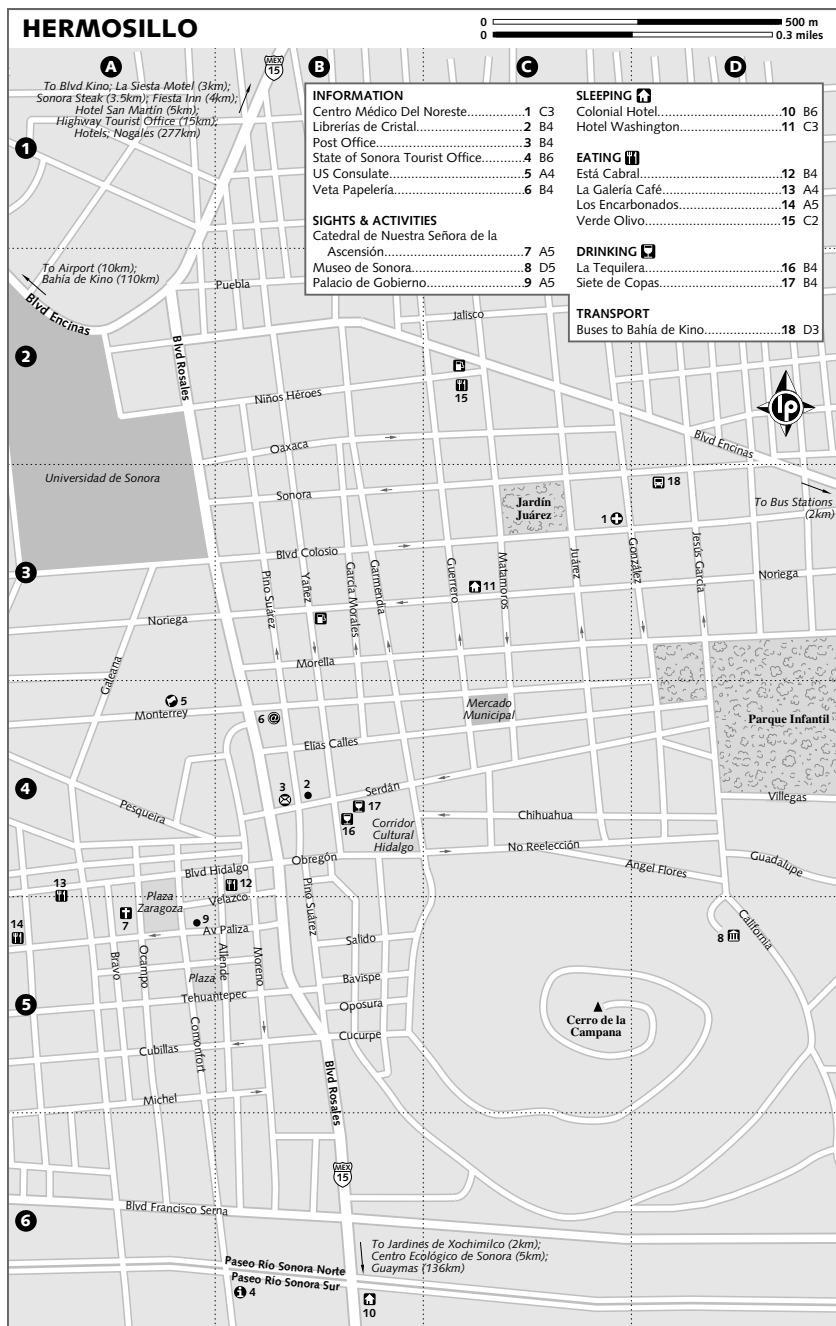 HERMOSILLO
0 500 m
0 0.3 miles
A
B
C
D
MEX
15
To Blvd Kino; La Siesta Motel (3km);
Sonora Steak (3.5km); Fiesta Inn (4km);
Hotel San Martín (5km);
Highway Tourist Office (15km);
Hotels; Nogales (277km)
INFORMATION
Centro Médico Del Noreste 1 C3
Librerías de Cristal 2 B4
Post Office 3 B4
State of Sonora Tourist Office 4 B6
US Consulate 5 A4
Veta Papelería 6 B4
SIGHTS & ACTIVITIES
Catedral de Nuestra Señora de la
Ascensión 7 A5
Museo de Sonora 8 D5
Palacio de Gobierno 9 A5
SLEEPING
Colonial Hotel 10 B6
Hotel Washington 11 C3
EATING
Está Cabral 12 B4
La Galería Café 13 A4
Los Encarbonados 14 A5
Verde Olivo 15 C2
DRINKING
La Tequilera 16 B4
Siete de Copas 17 B4
TRANSPORT
Buses to Bahía de Kino 18 D3
1
To Airport (10km);
Bahía de Kino (110km)
Blvd Encinas
Puebla
Jalisco
Blvd Rosales
2
Niños Héroes
15
lp
Oaxaca
Blvd Encinas
Universidad de Sonora
Sonora
18
Jardín
Juárez
1
To Bus Stations
(2km)
Blvd Colosio
3
Pino Suárez
Yañez
García Morales
Garmendia
Guerrero
Matamoros
Juárez
González
Jesús García
Noriega
11
Noriega
Galeana
Morella
5
Monterrey
6 @
Mercado
Municipal
Parque Infantil
Elías Calles
4
3
2
Serdán
17
16
Pesqueira
Corridor
Cultural
Hidalgo
Chihuahua
Villegas
No Reelección
Obregón
Blvd Hidalgo
Angel Flores
Guadalupe
13
12
Plaza
Zaragoza
Velazco
Pino Suárez
14
7
9
Av Paliza
Salido
8
California
Bravo
Ocampo
Plaza
Allende
Moreno
Bavispe
Tehuantepec
Oposura
5
Comonfort
Cerro de la
Campana
Cubillas
Cucurpe
Michel
Blvd Rosales
MEX
15
Blvd Francisco Serna
6
To Jardines de Xochimilco (2km);
Centro Ecológico de Sonora (5km);
Guaymas (136km)
Paseo Río Sonora Norte
Paseo Río Sonora Sur
4
10